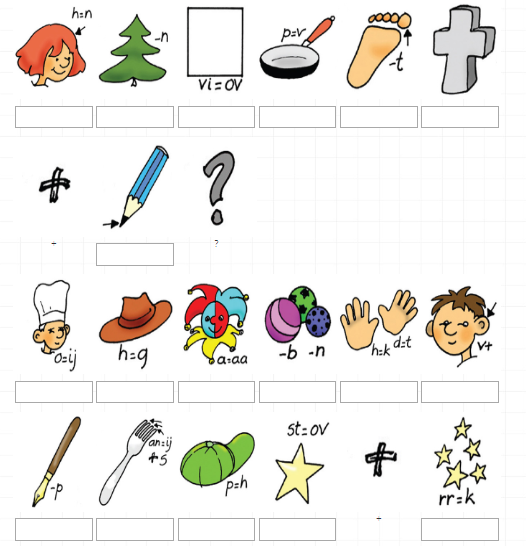 h=n -n vi=ov p=v -t
+ ?
- ?
o=ij h=g a=aa -b -n h=k d=t v+
-p an=ij +s p=h st=ov + rr=k
-